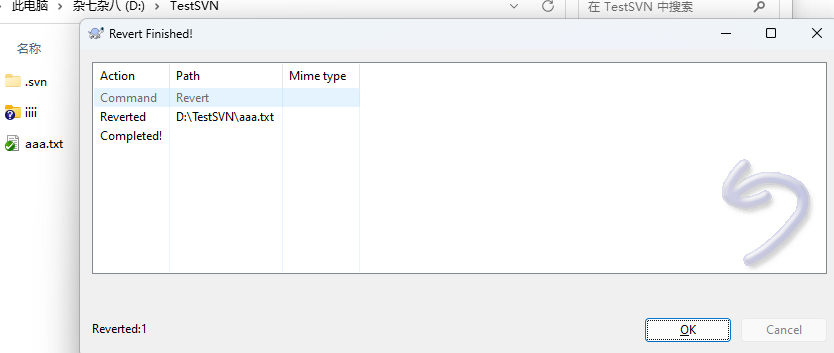 此电脑 > 杂七杂八 (D:) > TestSVN
在 TestSVN 中搜索
名称
.svn
iiii
aaa.txt
Revert Finished!
Action Path Mime type
Command Revert
Reverted D:\TestSVN\aaa.txt
Completed!
Reverted:1
OK Cancel